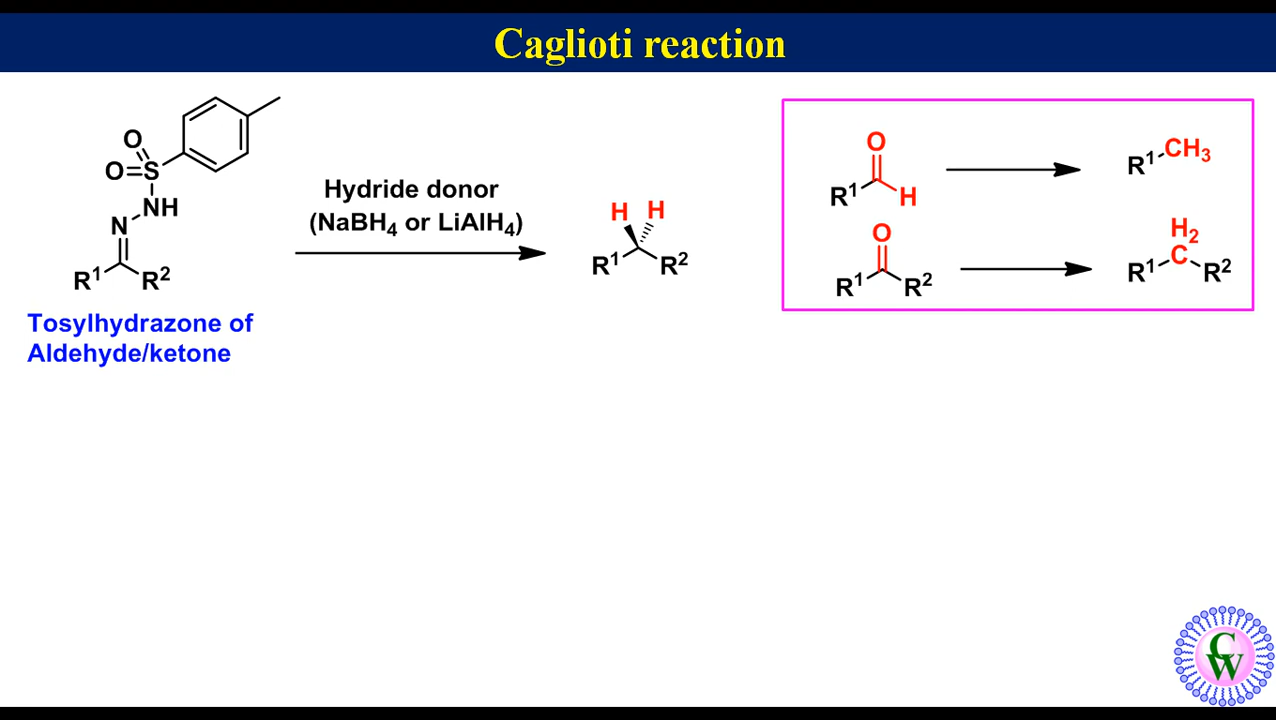 Caglioti reaction
O
O=S
NH
N
R¹ R²
Tosylhydrazone of
Aldehyde/ketone
Hydride donor
(NaBH₄ or LiAlH₄)
H H
R¹ R²
O
R¹ H
R¹-CH₃
O
R¹ R²
H₂
R¹ C R²
C
W